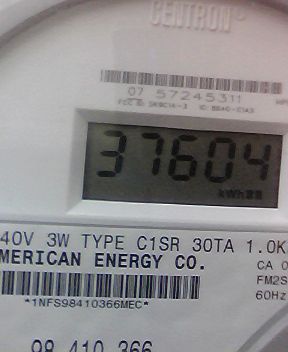 CENTRON®
07 57245311
37604
kWh
40V 3W TYPE C1SR 30TA 1.0K
MERICAN ENERGY CO.
CA 0
FM2S
60Hz
*1NFS98410366MEC*
98 410 366